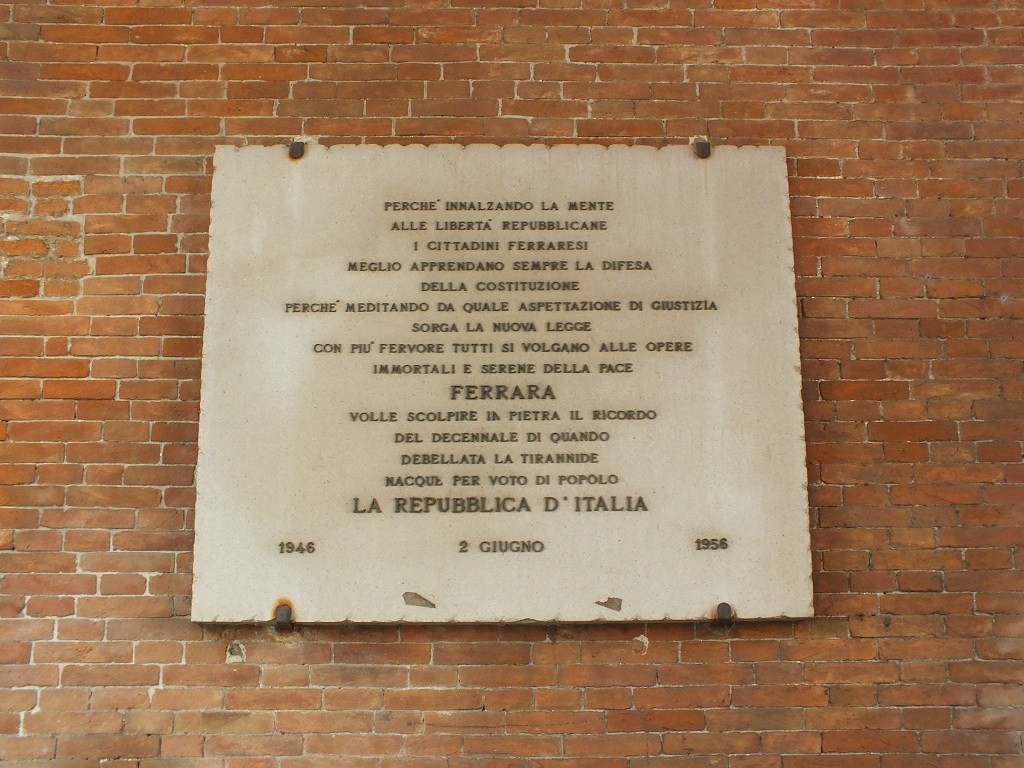 PERCHE' INNALZANDO LA MENTE
ALLE LIBERTA' REPUBBLICANE
I CITTADINI FERRARESI
MEGLIO APPRENDANO SEMPRE LA DIFESA
DELLA COSTITUZIONE
PERCHE' MEDITANDO DA QUALE ASPETTAZIONE DI GIUSTIZIA
SORGA LA NUOVA LEGGE
CON PIU' FERVORE TUTTI SI VOLGANO ALLE OPERE
IMMORTALI E SERENE DELLA PACE
FERRARA
VOLLE SCOLPIRE IN PIETRA IL RICORDO
DEL DECENNALE DI QUANDO
DEBELLATA LA TIRANNIDE
NACQUE PER VOTO DI POPOLO
LA REPUBBLICA D'ITALIA
1946 2 GIUGNO 1956